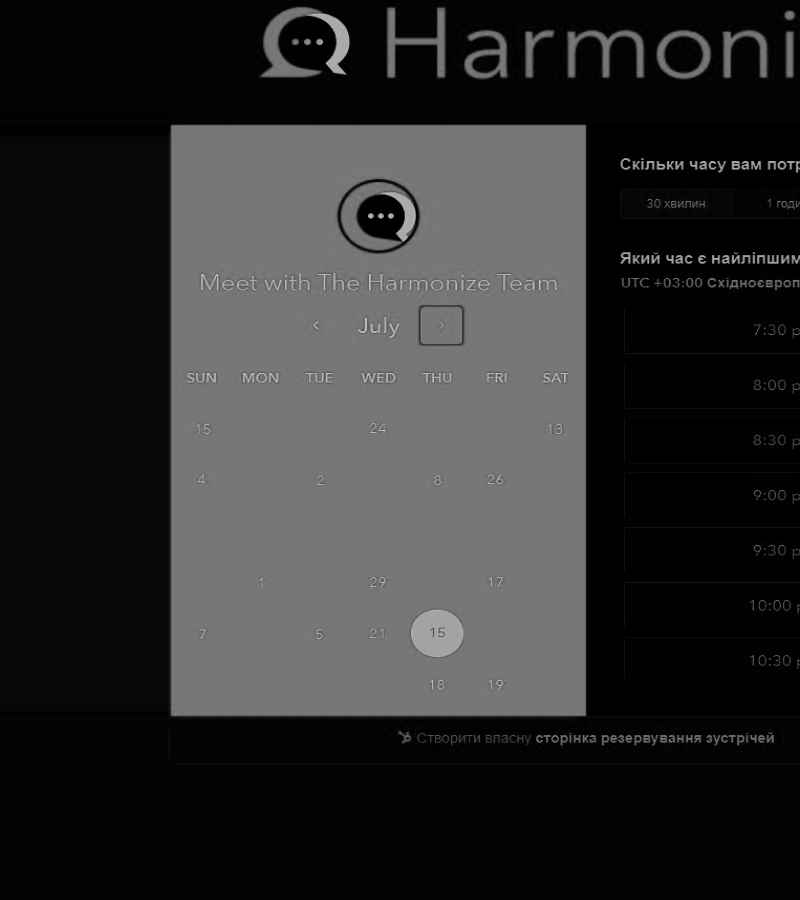 Harmoni
Meet with The Harmonize Team
July
SUN MON TUE WED THU FRI SAT
15 24 13
4 2 8 26
1 29 17
7 5 21 15
18 19
Скільки часу вам потр
30 хвилин 1 годи
Який час є найліпшим
UTC +03:00 Східноєвроп
7:30 p
8:00 p
8:30 p
9:00 p
9:30 p
10:00 p
10:30 p
Створити власну сторінка резервування зустрічей